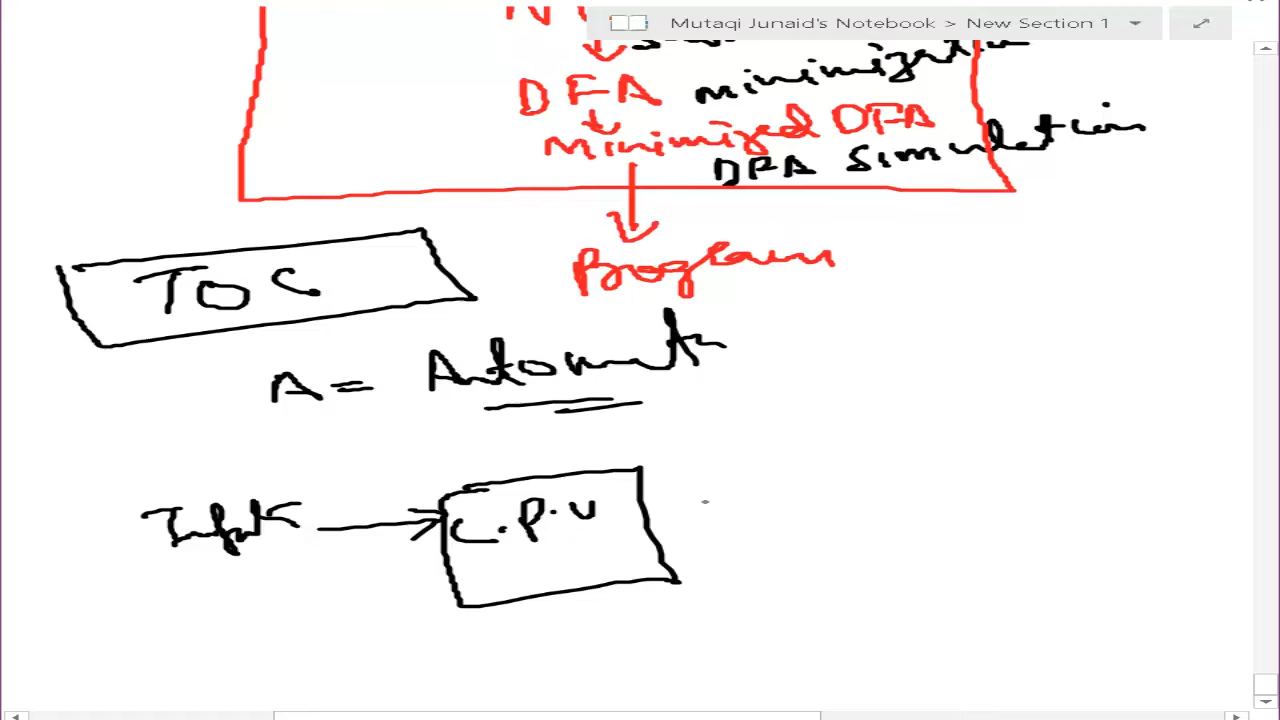 Mutaqi Junaid's Notebook > New Section 1
DFA minimization
minimized DFA
DFA simulation
Program
TOC
A = Automata
Input
C.P.U